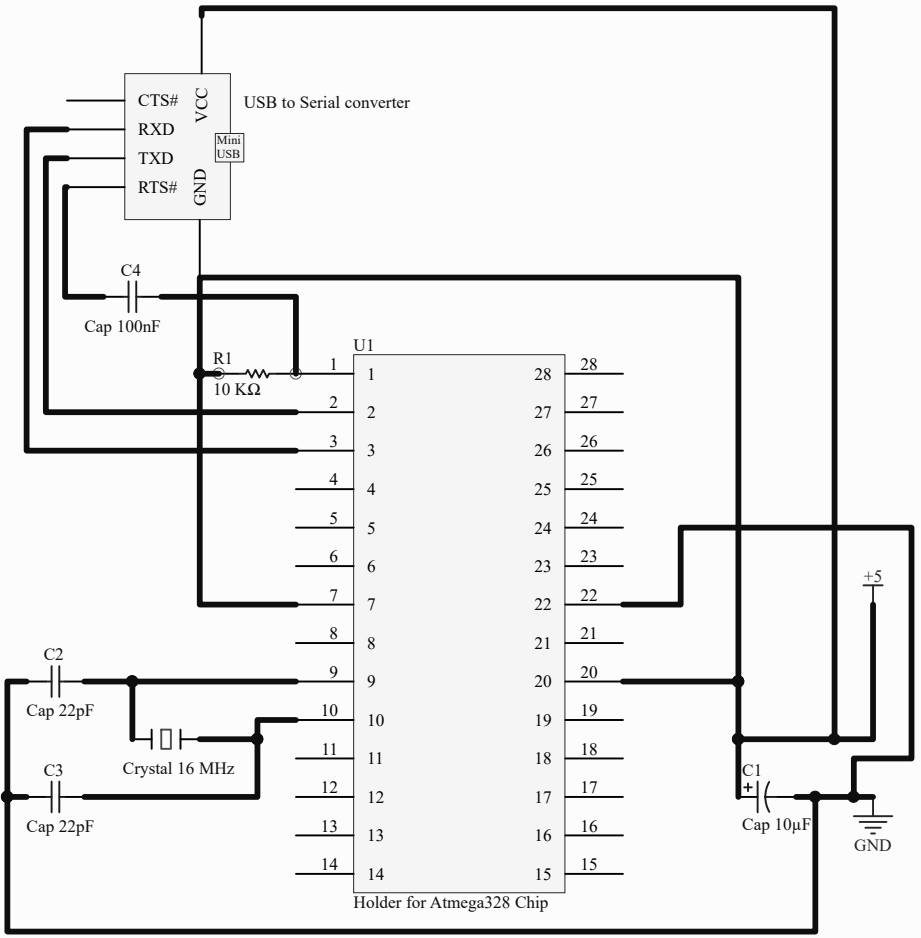 CTS#
RXD
TXD
RTS#
VCC
GND
Mini
USB
USB to Serial converter
C4
Cap 100nF
R1
10 KΩ
U1
1 1 28 28
2 2 27 27
3 3 26 26
4 4 25 25
5 5 24 24
6 6 23 23
7 7 22 22
8 8 21 21
9 9 20 20
10 10 19 19
11 11 18 18
12 12 17 17
13 13 16 16
14 14 15 15
Holder for Atmega328 Chip
C2
Cap 22pF
Crystal 16 MHz
C3
Cap 22pF
+5
C1
+
Cap 10µF
GND